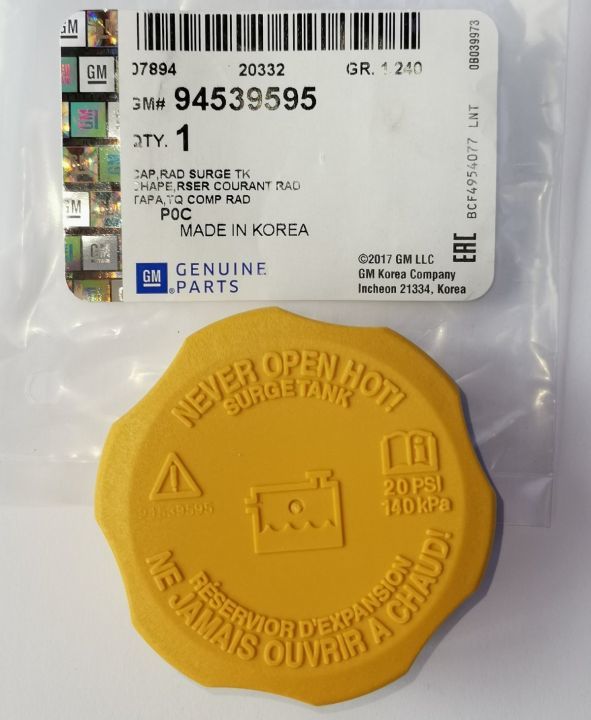 GM
07894 20332 GR. 1.240
GM# 94539595
QTY. 1
CAP,RAD SURGE TK
CHAPE,RSER COURANT RAD
TAPA,TQ COMP RAD
P0C
MADE IN KOREA
GM GENUINE
PARTS
©2017 GM LLC
GM Korea Company
Incheon 21334, Korea
EAC
BCF4954077 LNT 0B039973
NEVER OPEN HOT!
SURGE TANK
94539595
20 PSI
140 kPa
RÉSERVIOR D'EXPANSION
NE JAMAIS OUVRIR A CHAUD!